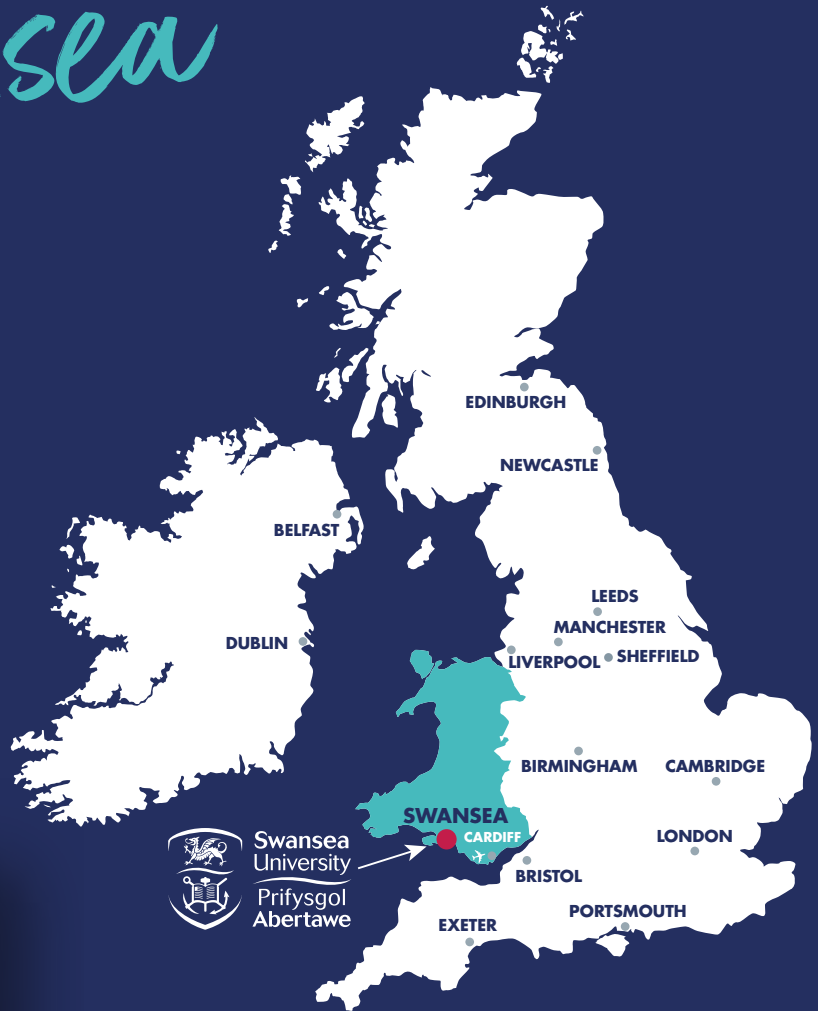 sea
EDINBURGH
NEWCASTLE
BELFAST
LEEDS
MANCHESTER
DUBLIN
LIVERPOOL
SHEFFIELD
BIRMINGHAM
CAMBRIDGE
SWANSEA
CARDIFF
LONDON
Swansea
University
Prifysgol
Abertawe
BRISTOL
PORTSMOUTH
EXETER